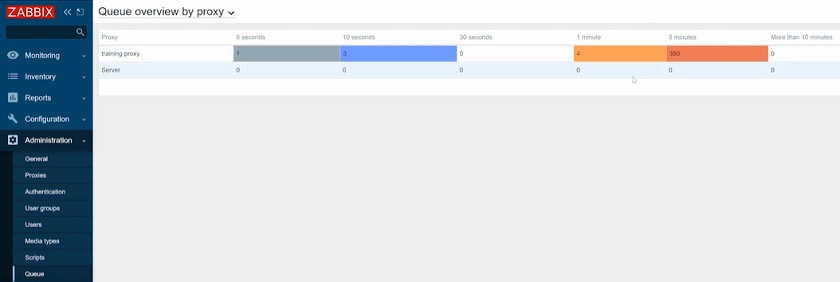 ZABBIX
Queue overview by proxy
Monitoring
Inventory
Reports
Configuration
Administration
General
Proxies
Authentication
User groups
Users
Media types
Scripts
Queue
Proxy 5 seconds 10 seconds 30 seconds 1 minute 5 minutes More than 10 minutes
training proxy 1 3 0 4 380 0
Server 0 0 0 0 0 0